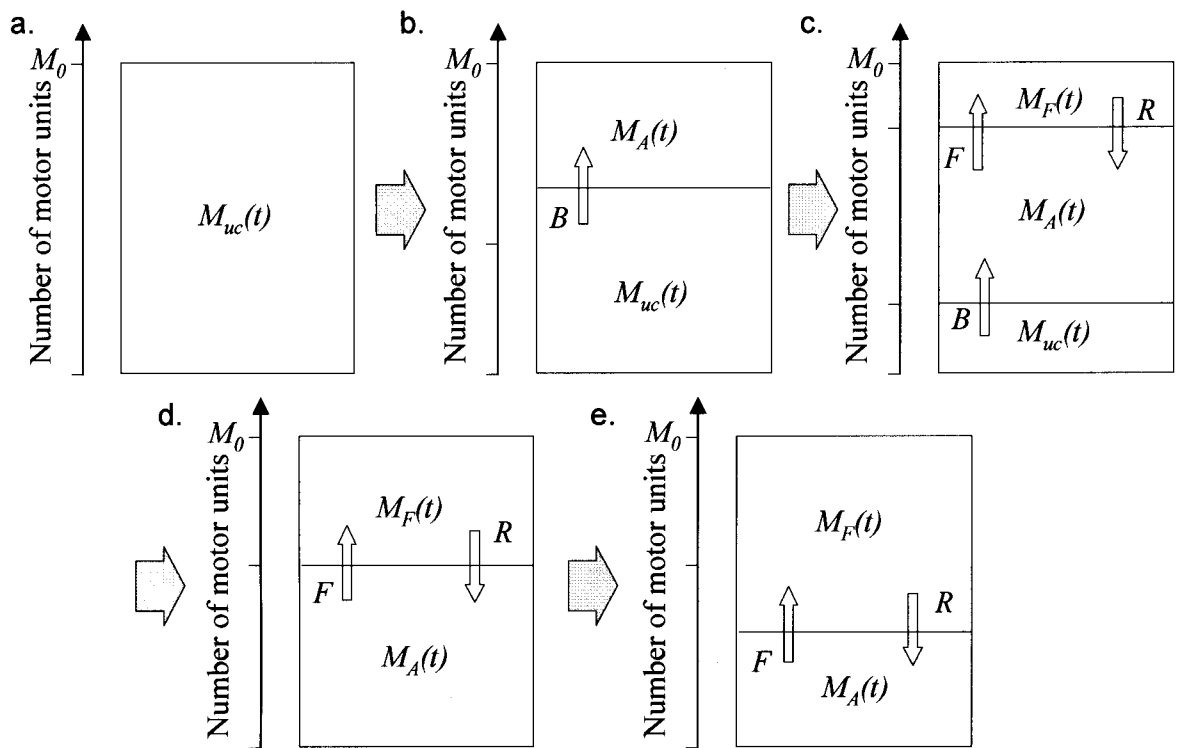 a.
M0
Number of motor units
Muc(t)
b.
M0
Number of motor units
MA(t)
B
Muc(t)
c.
M0
Number of motor units
MF(t)
R
F
MA(t)
B
Muc(t)
d.
M0
Number of motor units
MF(t)
R
F
MA(t)
e.
M0
Number of motor units
MF(t)
R
F
MA(t)